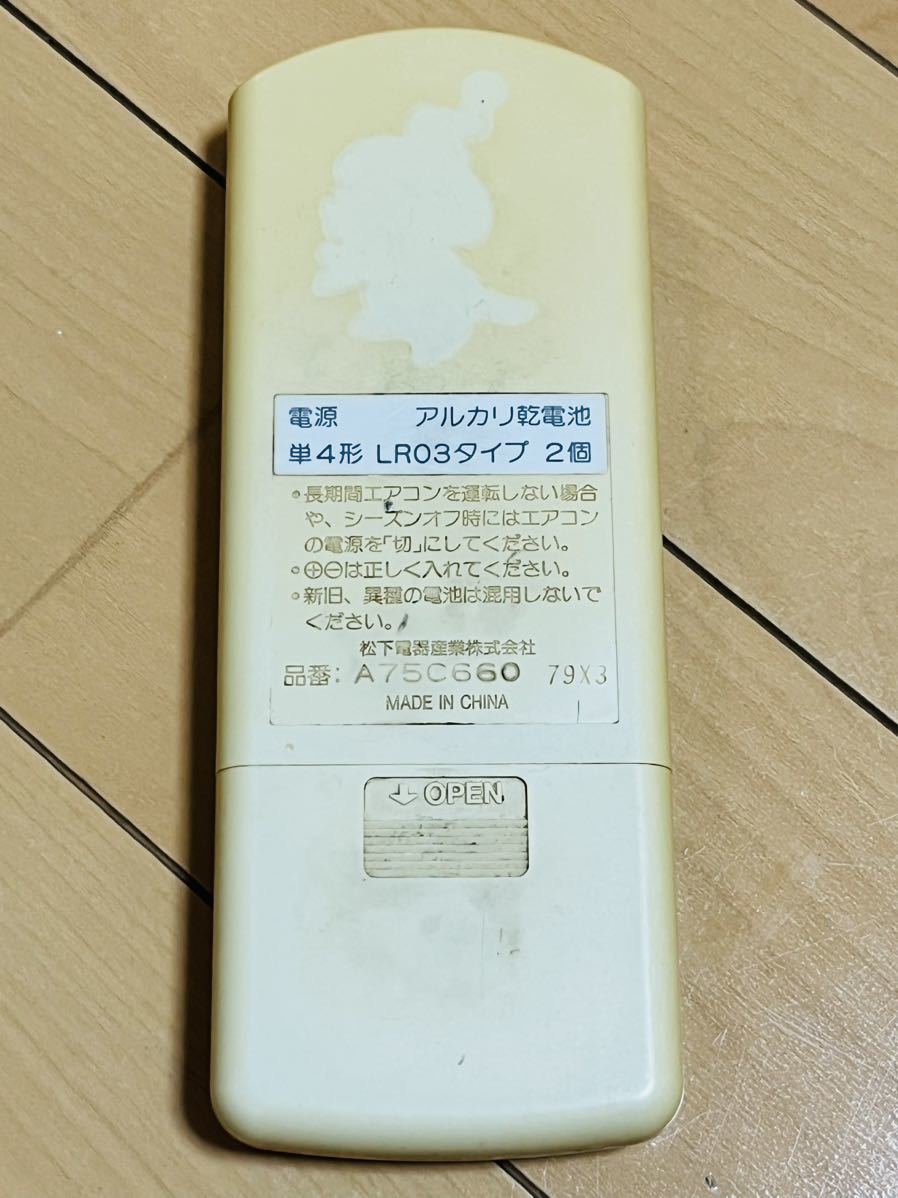 電源 アルカリ乾電池
単4形 LR03タイプ 2個
•長期間エアコンを運転しない場合
や、シーズンオフ時にはエアコン
の電源を「切」にしてください。
•⊕⊖は正しく入れてください。
•新旧、異種の電池は混用しないで
ください。
松下電器産業株式会社
品番: A75C660 79X3
MADE IN CHINA
↓OPEN